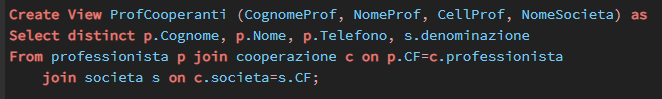 Create View ProfCooperanti (CognomeProf, NomeProf, CellProf, NomeSocieta) as
Select distinct p.Cognome, p.Nome, p.Telefono, s.denominazione
From professionista p join cooperazione c on p.CF=c.professionista
    join societa s on c.societa=s.CF;